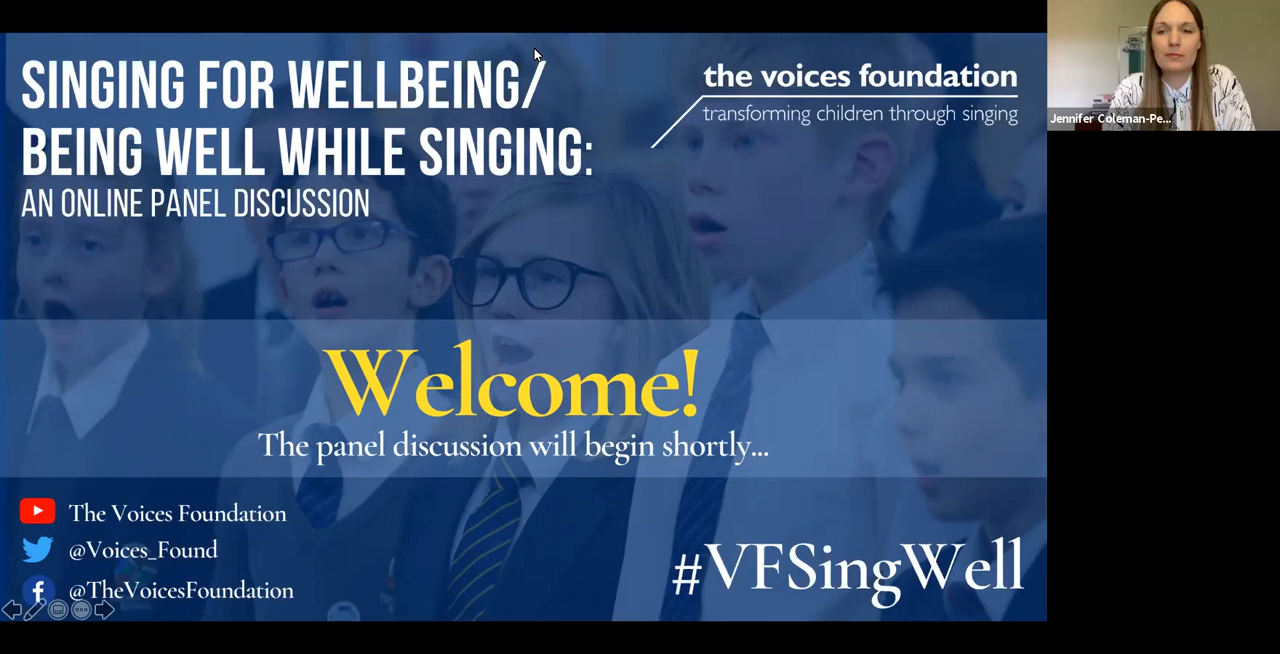 SINGING FOR WELLBEING/
BEING WELL WHILE SINGING:
AN ONLINE PANEL DISCUSSION
the voices foundation
transforming children through singing
Jennifer Coleman-Pe...
Welcome!
The panel discussion will begin shortly...
The Voices Foundation
@Voices_Found
@TheVoicesFoundation
#VFSingWell